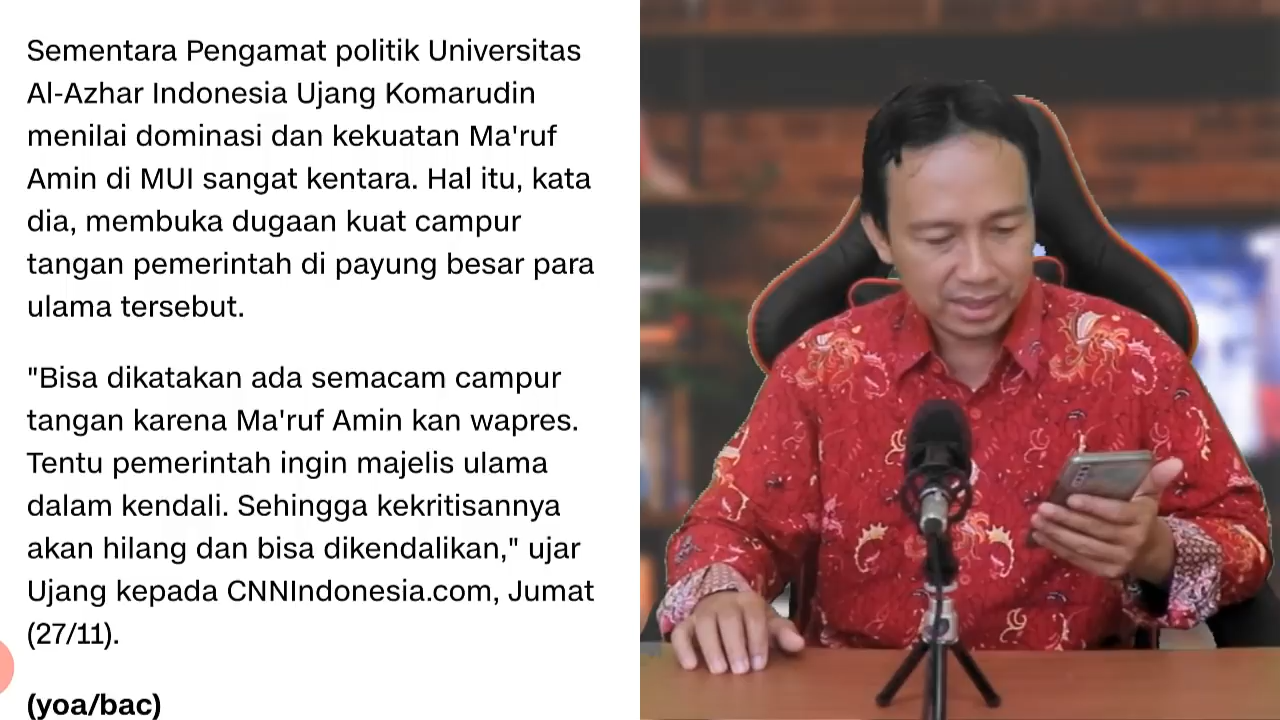 Sementara Pengamat politik Universitas
Al-Azhar Indonesia Ujang Komarudin
menilai dominasi dan kekuatan Ma'ruf
Amin di MUI sangat kentara. Hal itu, kata
dia, membuka dugaan kuat campur
tangan pemerintah di payung besar para
ulama tersebut.
"Bisa dikatakan ada semacam campur
tangan karena Ma'ruf Amin kan wapres.
Tentu pemerintah ingin majelis ulama
dalam kendali. Sehingga kekritisannya
akan hilang dan bisa dikendalikan," ujar
Ujang kepada CNNIndonesia.com, Jumat
(27/11).
(yoa/bac)